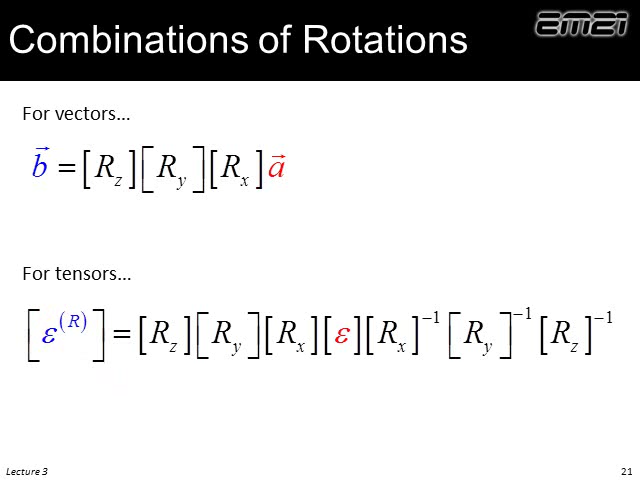 Combinations of Rotations
EM21
For vectors...
b⃗ = [R_z][R_y][R_x] a⃗
For tensors...
[ε^(R)] = [R_z][R_y][R_x][ε][R_x]⁻¹[R_y]⁻¹[R_z]⁻¹
Lecture 3
21